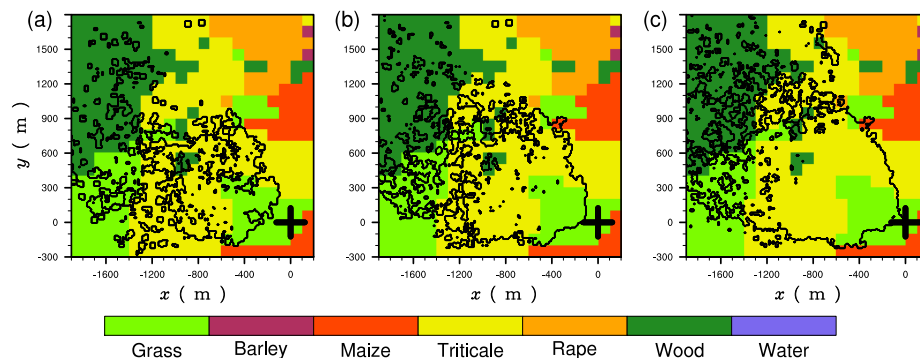 (a) (b) (c)
1500 1500 1500
1200 1200 1200
900 900 900
y ( m )
600 600 600
300 300 300
0 0 0
-300 -300 -300
-1600 -1200 -800 -400 0 -1600 -1200 -800 -400 0 -1600 -1200 -800 -400 0
x ( m ) x ( m ) x ( m )
Grass Barley Maize Triticale Rape Wood Water